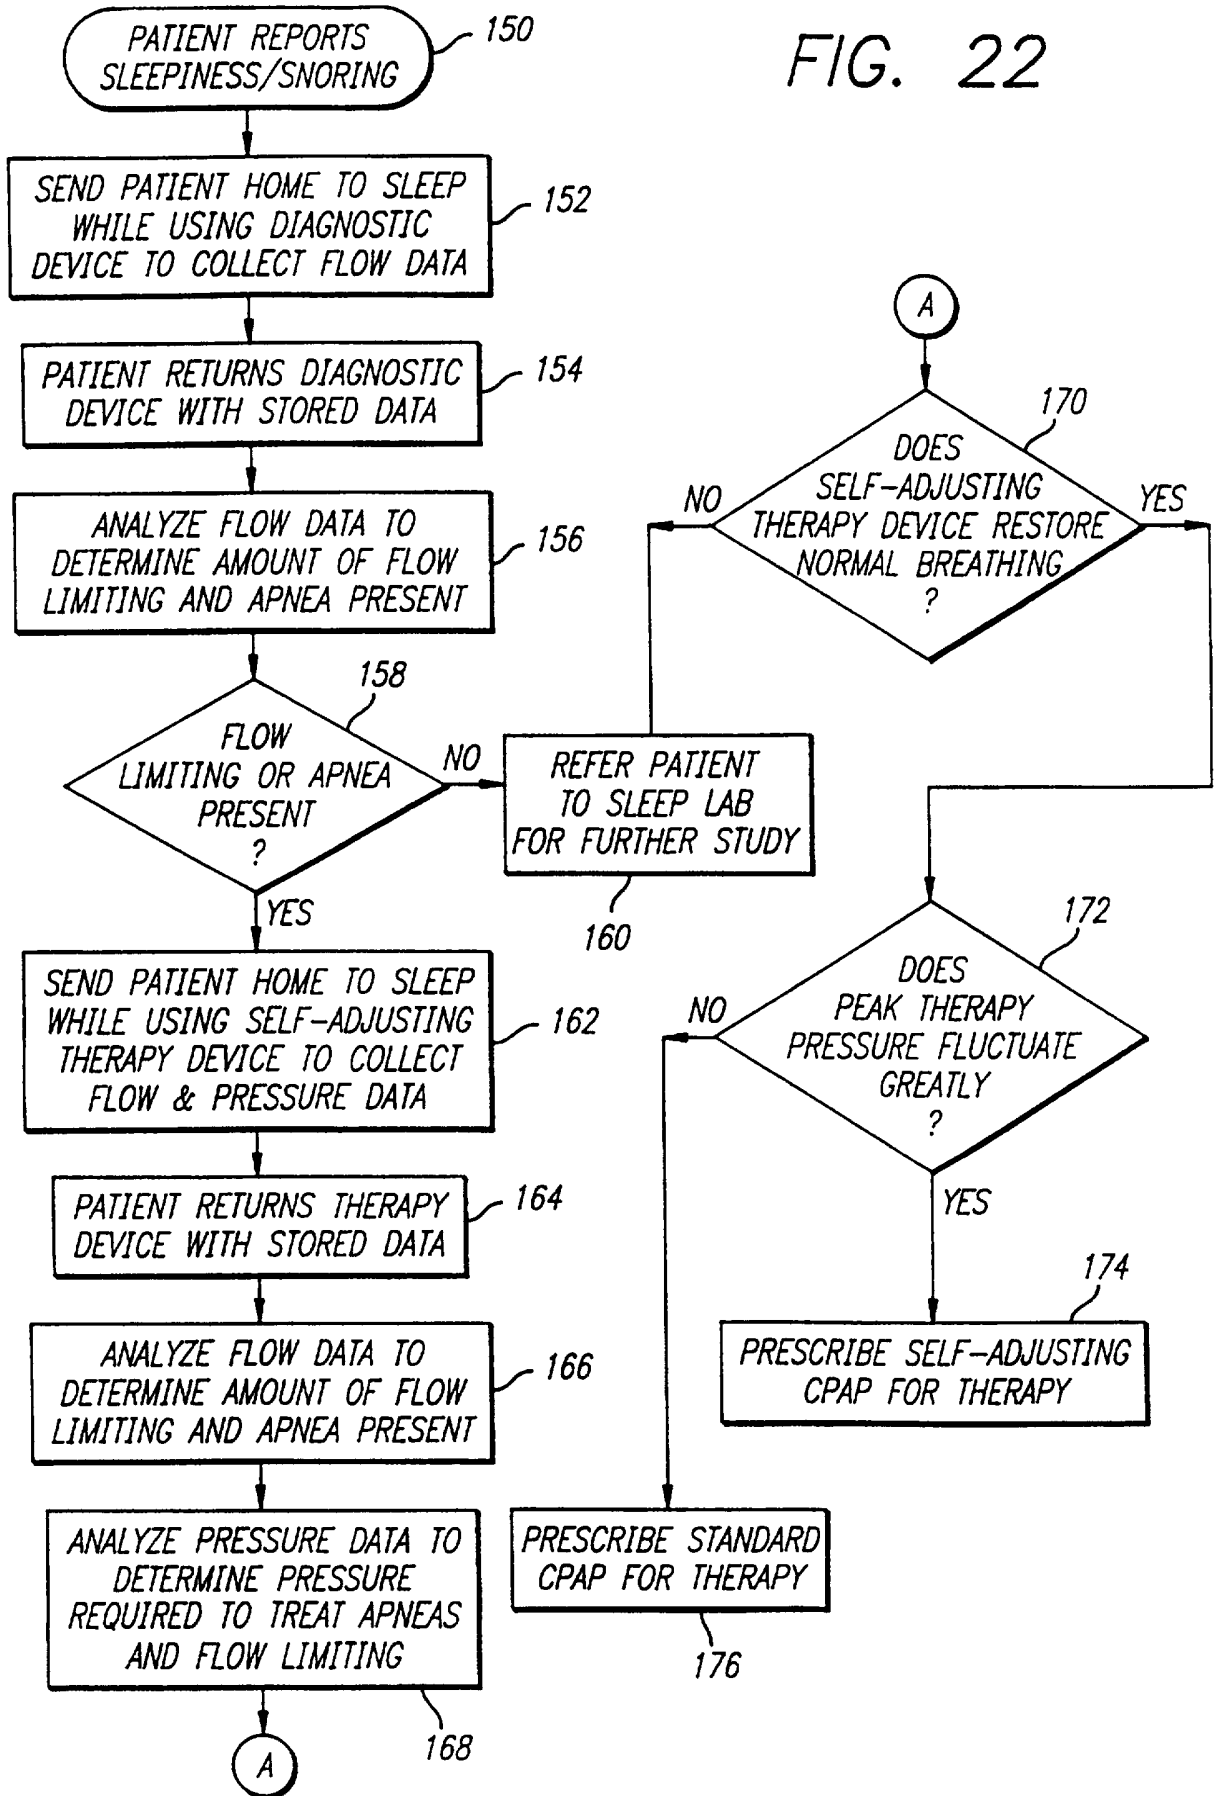 FIG. 22
PATIENT REPORTS
SLEEPINESS/SNORING
150
SEND PATIENT HOME TO SLEEP
WHILE USING DIAGNOSTIC
DEVICE TO COLLECT FLOW DATA
152
PATIENT RETURNS DIAGNOSTIC
DEVICE WITH STORED DATA
154
ANALYZE FLOW DATA TO
DETERMINE AMOUNT OF FLOW
LIMITING AND APNEA PRESENT
156
FLOW
LIMITING OR APNEA
PRESENT
?
158
NO
YES
REFER PATIENT
TO SLEEP LAB
FOR FURTHER STUDY
160
SEND PATIENT HOME TO SLEEP
WHILE USING SELF-ADJUSTING
THERAPY DEVICE TO COLLECT
FLOW & PRESSURE DATA
162
PATIENT RETURNS THERAPY
DEVICE WITH STORED DATA
164
ANALYZE FLOW DATA TO
DETERMINE AMOUNT OF FLOW
LIMITING AND APNEA PRESENT
166
ANALYZE PRESSURE DATA TO
DETERMINE PRESSURE
REQUIRED TO TREAT APNEAS
AND FLOW LIMITING
168
A
A
DOES
SELF-ADJUSTING
THERAPY DEVICE RESTORE
NORMAL BREATHING
?
170
NO
YES
DOES
PEAK THERAPY
PRESSURE FLUCTUATE
GREATLY
?
172
NO
YES
PRESCRIBE SELF-ADJUSTING
CPAP FOR THERAPY
174
PRESCRIBE STANDARD
CPAP FOR THERAPY
176